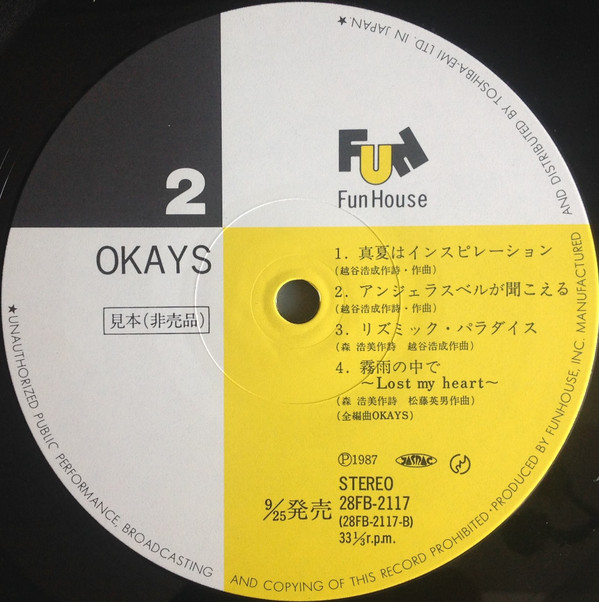 FUN
Fun House
2
OKAYS
見本(非売品)
1. 真夏はインスピレーション
(越谷浩成作詩・作曲)
2. アンジェラスベルが聞こえる
(越谷浩成作詩・作曲)
3. リズミック・パラダイス
(森 浩美作詩 越谷浩成作曲)
4. 霧雨の中で
〜Lost my heart〜
(森 浩美作詩 松藤英男作曲)
(全編曲OKAYS)
Ⓟ1987 JASRAC
STEREO
9/25発売 28FB-2117
(28FB-2117-B)
33⅓r.p.m.
★UNAUTHORIZED PUBLIC PERFORMANCE, BROADCASTING AND COPYING OF THIS RECORD PROHIBITED·PRODUCED BY FUNHOUSE, INC. MANUFACTURED AND DISTRIBUTED BY TOSHIBA-EMI LTD. IN JAPAN.★